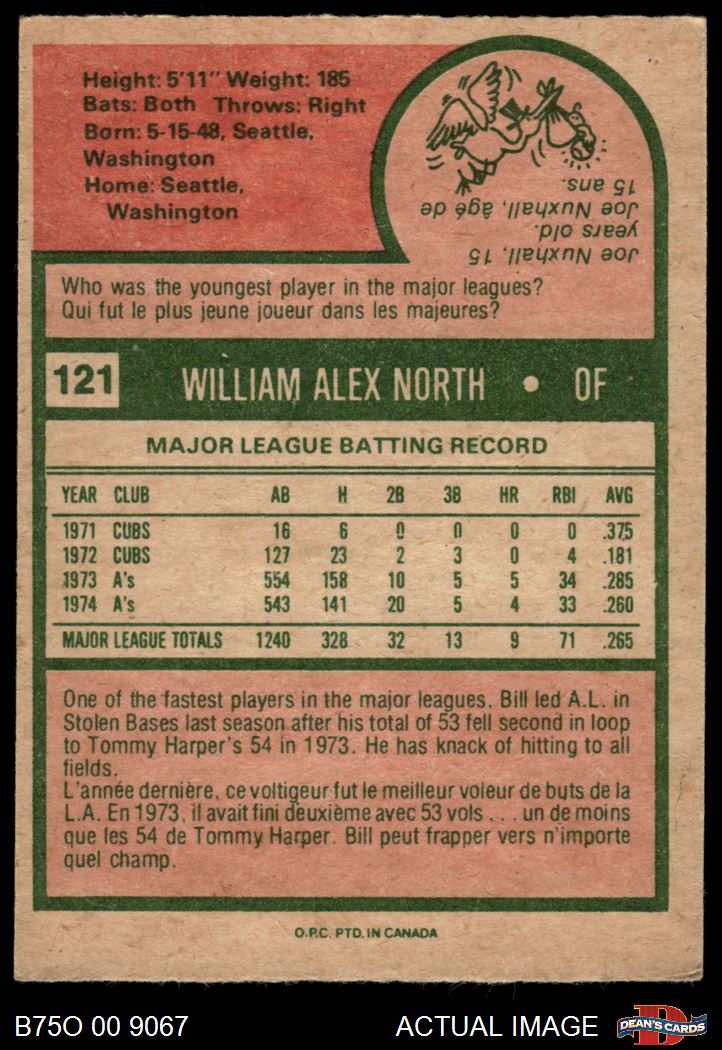 Height: 5'11" Weight: 185
Bats: Both Throws: Right
Born: 5-15-48, Seattle,
Washington
Home: Seattle,
Washington
Joe Nuxhall, 15
years old.
Joe Nuxhall, âge de
15 ans.
Who was the youngest player in the major leagues?
Qui fut le plus jeune joueur dans les majeures?
121 WILLIAM ALEX NORTH • OF
MAJOR LEAGUE BATTING RECORD
YEAR CLUB AB H 2B 3B HR RBI AVG
1971 CUBS 16 6 0 0 0 0 .375
1972 CUBS 127 23 2 3 0 4 .181
1973 A's 554 158 10 5 5 34 .285
1974 A's 543 141 20 5 4 33 .260
MAJOR LEAGUE TOTALS 1240 328 32 13 9 71 .265
One of the fastest players in the major leagues, Bill led A.L. in
Stolen Bases last season after his total of 53 fell second in loop
to Tommy Harper's 54 in 1973. He has knack of hitting to all
fields.
L'année dernière, ce voltigeur fut le meilleur voleur de buts de la
L.A. En 1973, il avait fini deuxième avec 53 vols . . . un de moins
que les 54 de Tommy Harper. Bill peut frapper vers n'importe
quel champ.
O.P.C. PTD. IN CANADA
B75O 00 9067
ACTUAL IMAGE
D
DEAN'S CARDS